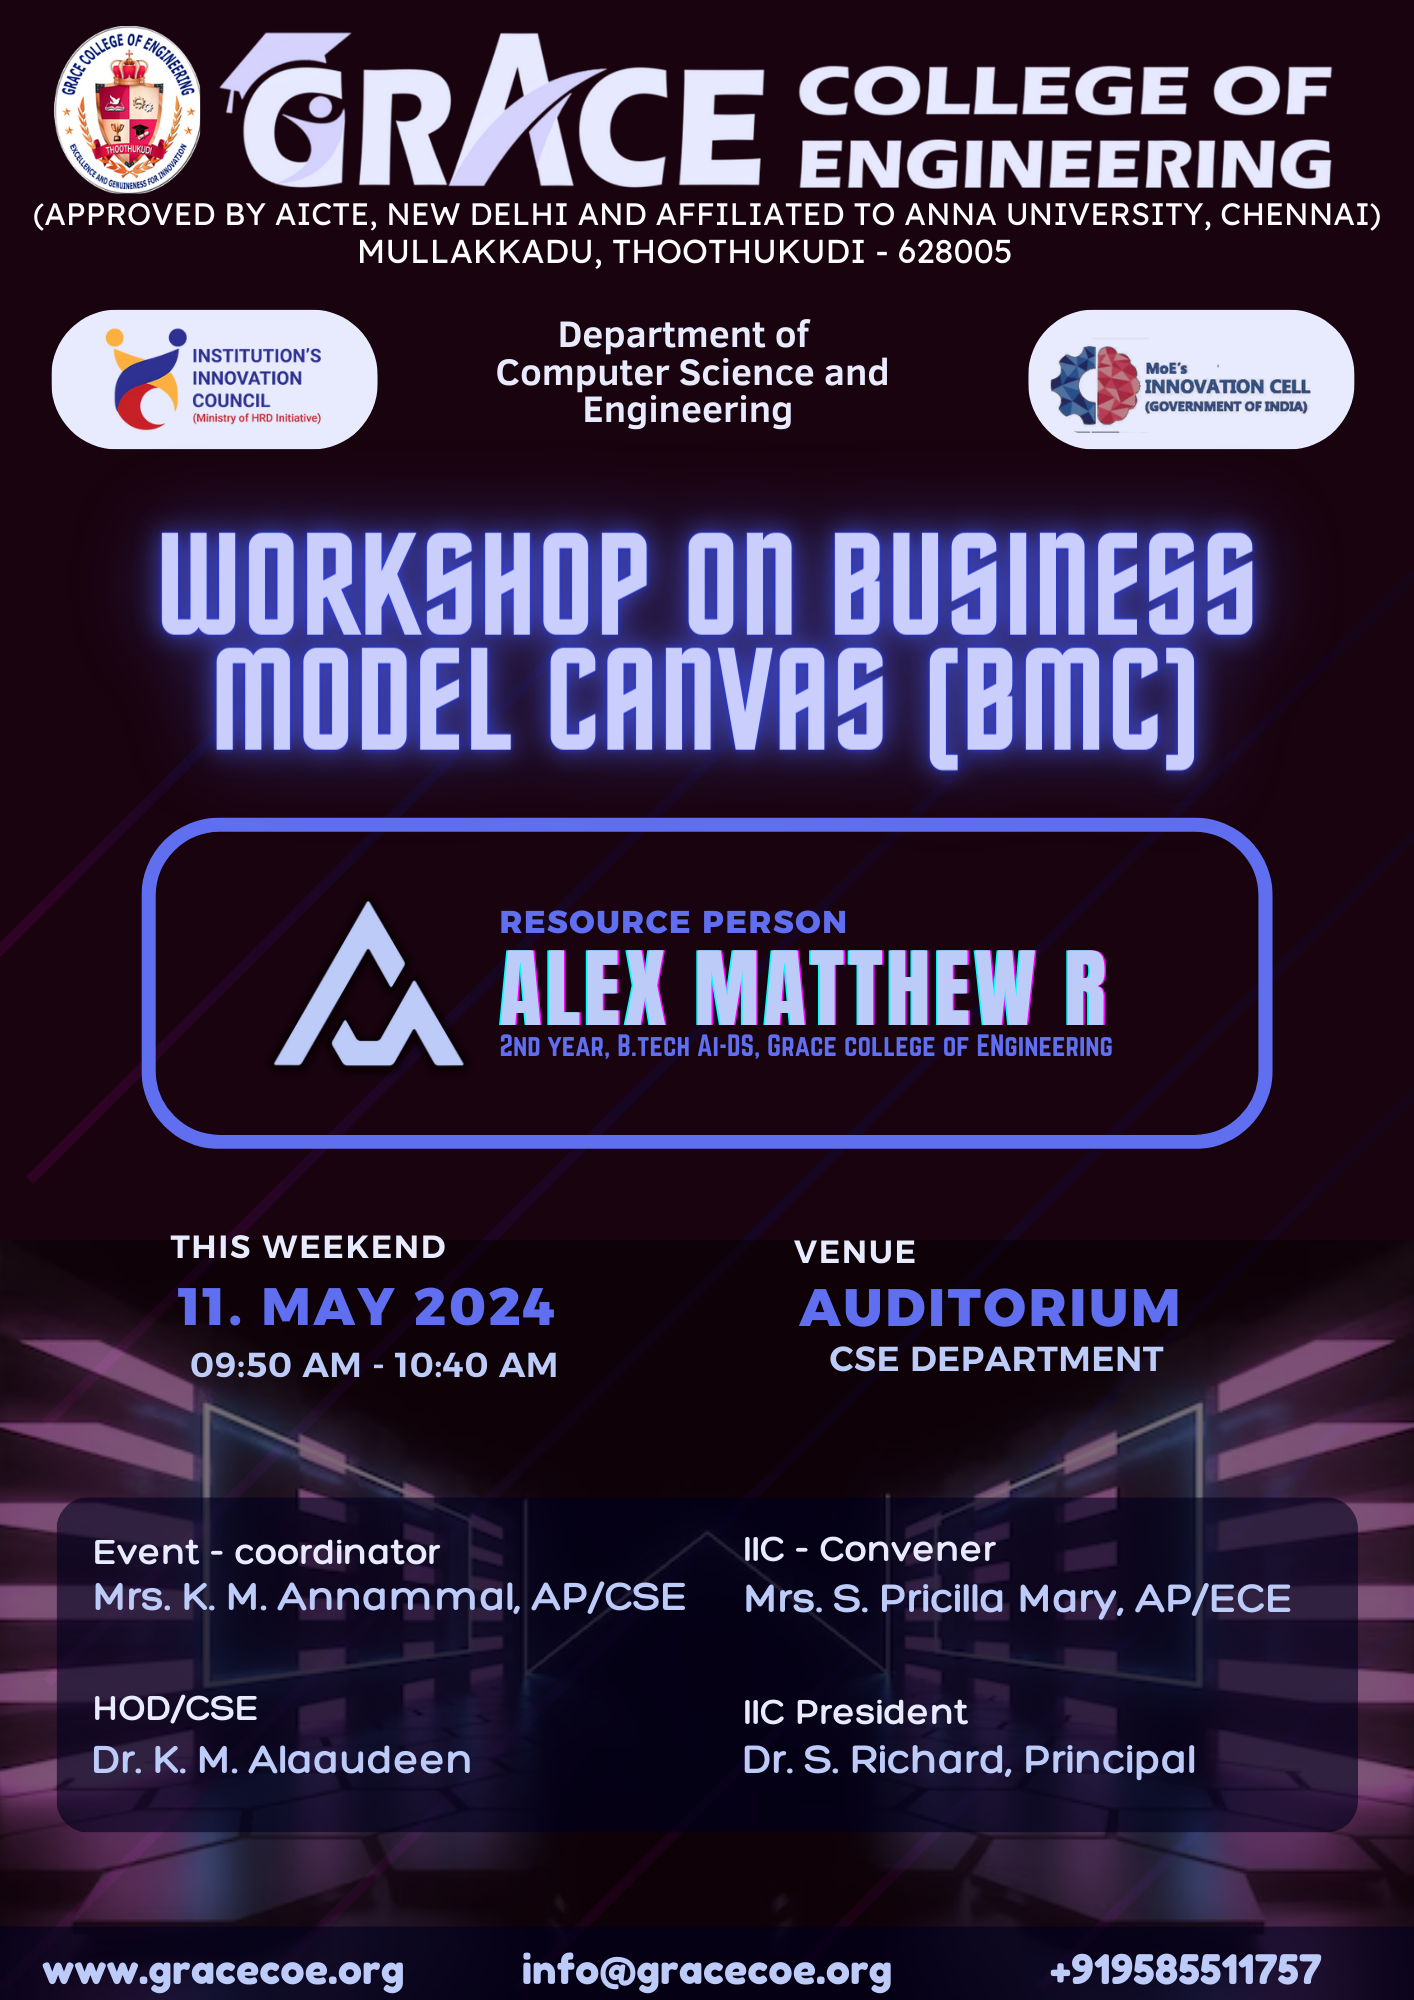 GRACE COLLEGE OF ENGINEERING
THOOTHUKUDI
EXCELLENCE AND GENUINENESS FOR INNOVATION
GRACE COLLEGE OF
ENGINEERING
(APPROVED BY AICTE, NEW DELHI AND AFFILIATED TO ANNA UNIVERSITY, CHENNAI)
MULLAKKADU, THOOTHUKUDI - 628005
INSTITUTION'S
INNOVATION
COUNCIL
(Ministry of HRD Initiative)
Department of
Computer Science and
Engineering
MoE's
INNOVATION CELL
(GOVERNMENT OF INDIA)
WORKSHOP ON BUSINESS
MODEL CANVAS (BMC)
RESOURCE PERSON
ALEX MATTHEW R
2ND YEAR, B.TECH AI-DS, GRACE COLLEGE OF ENGINEERING
THIS WEEKEND
11. MAY 2024
09:50 AM - 10:40 AM
VENUE
AUDITORIUM
CSE DEPARTMENT
Event - coordinator
Mrs. K. M. Annammal, AP/CSE
IIC - Convener
Mrs. S. Pricilla Mary, AP/ECE
HOD/CSE
Dr. K. M. Alaaudeen
IIC President
Dr. S. Richard, Principal
www.gracecoe.org
info@gracecoe.org
+919585511757